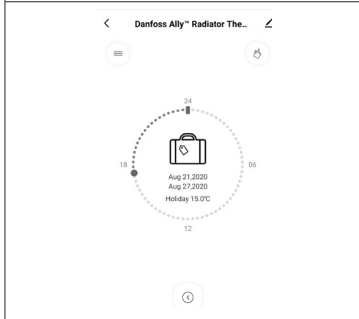 Danfoss Ally™ Radiator The..
24
18
06
Aug 21,2020
Aug 27,2020
Holiday 15.0°C
12